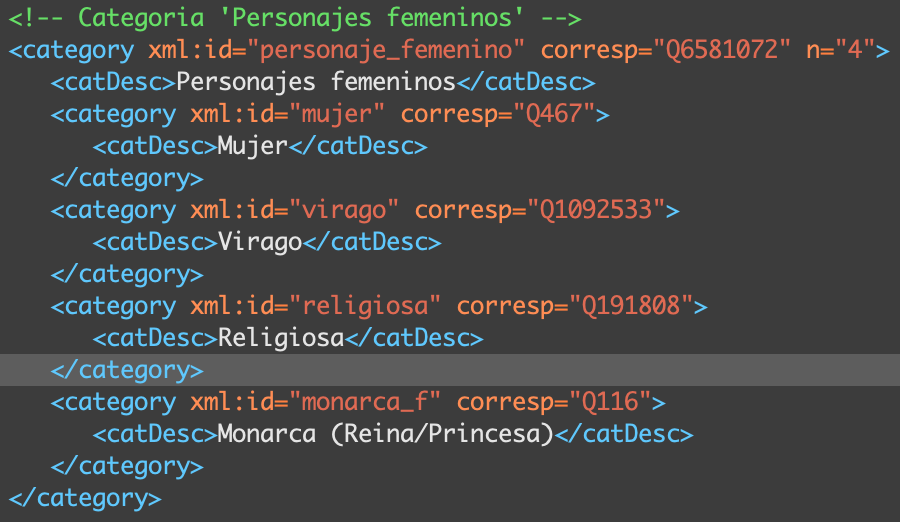 <!-- Categoria 'Personajes femeninos' -->
<category xml:id="personaje_femenino" corresp="Q6581072" n="4">
<catDesc>Personajes femeninos</catDesc>
<category xml:id="mujer" corresp="Q467">
<catDesc>Mujer</catDesc>
</category>
<category xml:id="virago" corresp="Q1092533">
<catDesc>Virago</catDesc>
</category>
<category xml:id="religiosa" corresp="Q191808">
<catDesc>Religiosa</catDesc>
</category>
<category xml:id="monarca_f" corresp="Q116">
<catDesc>Monarca (Reina/Princesa)</catDesc>
</category>
</category>